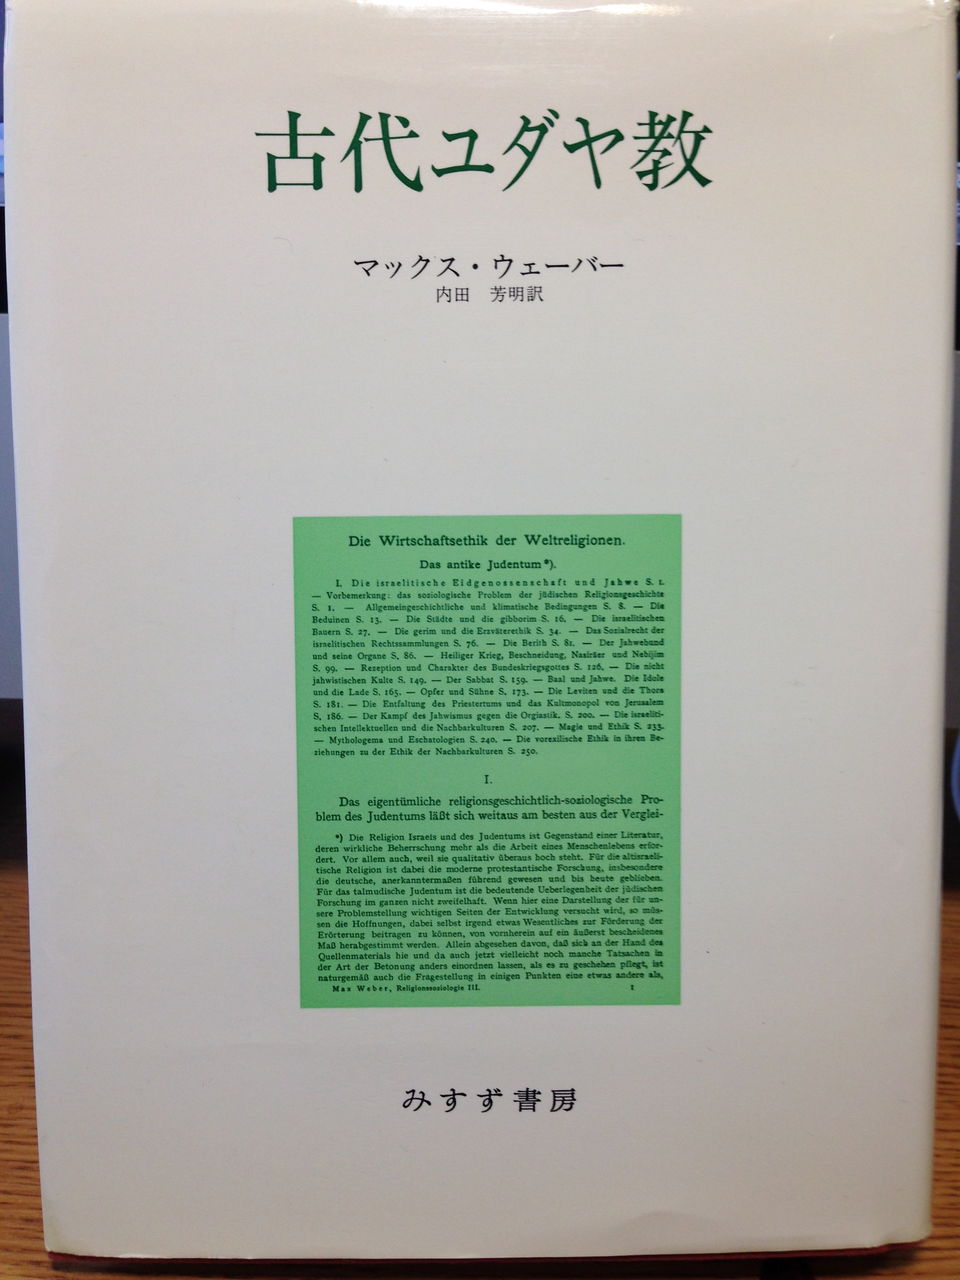 古代ユダヤ教
マックス・ウェーバー
内田　芳明訳
Die Wirtschaftsethik der Weltreligionen.
Das antike Judentum*).
I. Die israelitische Eidgenossenschaft und Jahwe S. 1.
— Vorbemerkung: das soziologische Problem der jüdischen Religionsgeschichte
S. 1. — Allgemeingeschichtliche und klimatische Bedingungen S. 8. — Die
Beduinen S. 13. — Die Städte und die gibborim S. 16. — Die israelitischen
Bauern S. 27. — Die gerim und die Erzväterethik S. 34. — Das Sozialrecht der
israelitischen Rechtssammlungen S. 76. — Die Berith S. 81. — Der Jahwebund
und seine Organe S. 86. — Heiliger Krieg, Beschneidung, Nasiräer und Nebijim
S. 99. — Rezeption und Charakter des Bundeskriegsgottes S. 126. — Die nicht
jahwistischen Kulte S. 149. — Der Sabbat S. 159. — Baal und Jahwe. Die Idole
und die Lade S. 165. — Opfer und Sühne S. 173. — Die Leviten und die Thora
S. 181. — Die Entfaltung des Priestertums und das Kultmonopol von Jerusalem
S. 186. — Der Kampf des Jahwismus gegen die Orgiastik. S. 200. — Die israeliti-
schen Intellektuellen und die Nachbarkulturen S. 207. — Magie und Ethik S. 233.
— Mythologema und Eschatologien S. 240. — Die vorexilische Ethik in ihren Be-
ziehungen zu der Ethik der Nachbarkulturen S. 250.
I.
Das eigentümliche religionsgeschichtlich-soziologische Pro-
blem des Judentums läßt sich weitaus am besten aus der Verglei-
*) Die Religion Israels und des Judentums ist Gegenstand einer Literatur,
deren wirkliche Beherrschung mehr als die Arbeit eines Menschenlebens erfor-
dert. Vor allem auch, weil sie qualitativ überaus hoch steht. Für die altisraeli-
tische Religion ist dabei die moderne protestantische Forschung, insbesondere
die deutsche, anerkanntermaßen führend gewesen und bis heute geblieben.
Für das talmudische Judentum ist die bedeutende Ueberlegenheit der jüdischen
Forschung im ganzen nicht zweifelhaft. Wenn hier eine Darstellung der für un-
sere Problemstellung wichtigen Seiten der Entwicklung versucht wird, so müs-
sen die Hoffnungen, dabei selbst irgend etwas Wesentliches zur Förderung der
Erörterung beitragen zu können, von vornherein auf ein äußerst bescheidenes
Maß herabgestimmt werden. Allein abgesehen davon, daß sich an der Hand des
Quellenmaterials hie und da auch jetzt vielleicht noch manche Tatsachen in
der Art der Betonung anders einordnen lassen, als es zu geschehen pflegt, ist
naturgemäß auch die Fragestellung in einigen Punkten eine etwas andere als,
Max Weber, Religionssoziologie III. 1
みすず書房